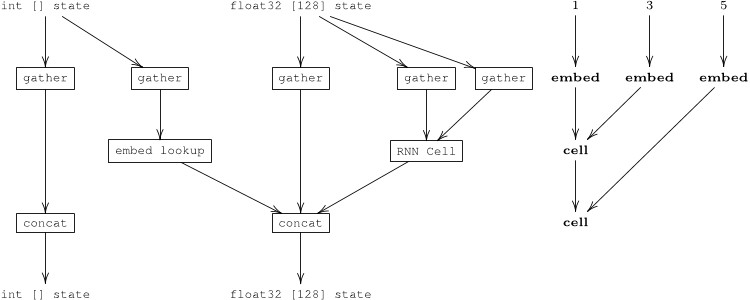 int [] state float32 [128] state 1 3 5
gather gather gather gather gather embed embed embed
embed lookup RNN Cell cell
concat concat cell
int [] state float32 [128] state